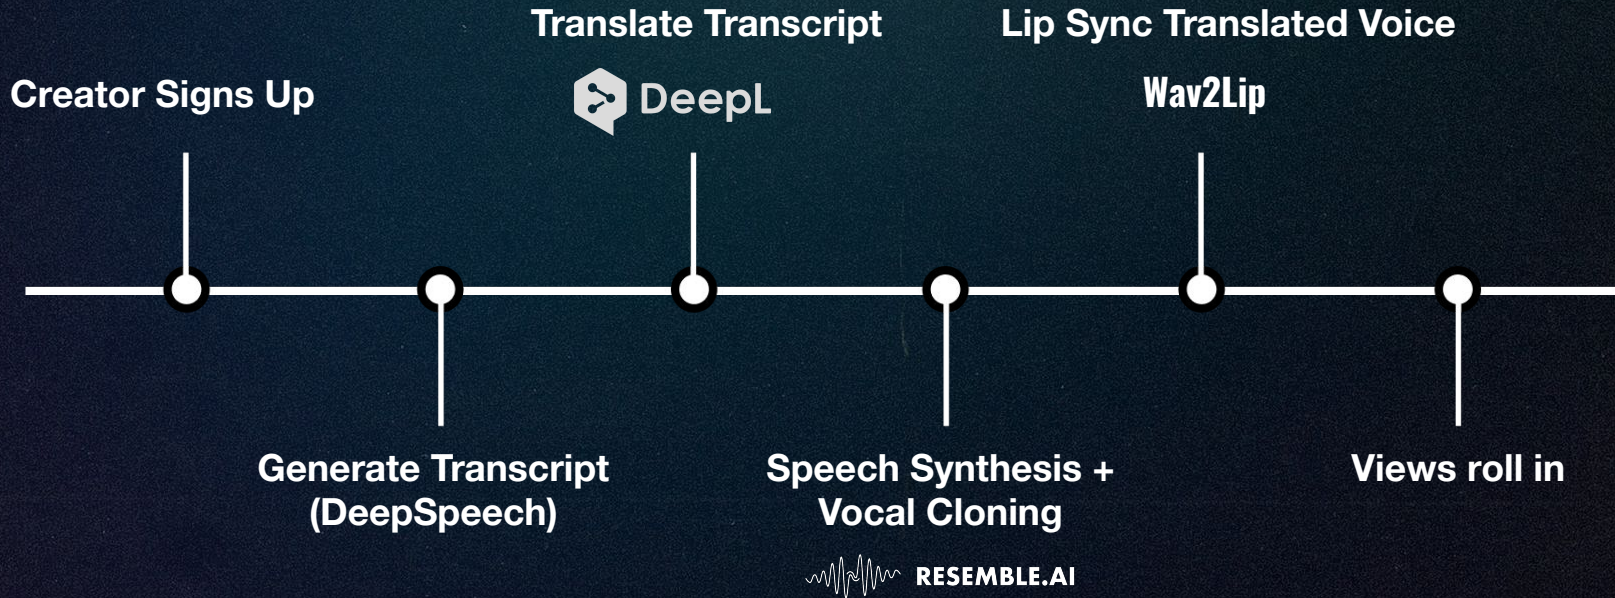 Creator Signs Up
Generate Transcript
(DeepSpeech)
Translate Transcript
DeepL
Speech Synthesis +
Vocal Cloning
RESEMBLE.AI
Lip Sync Translated Voice
Wav2Lip
Views roll in